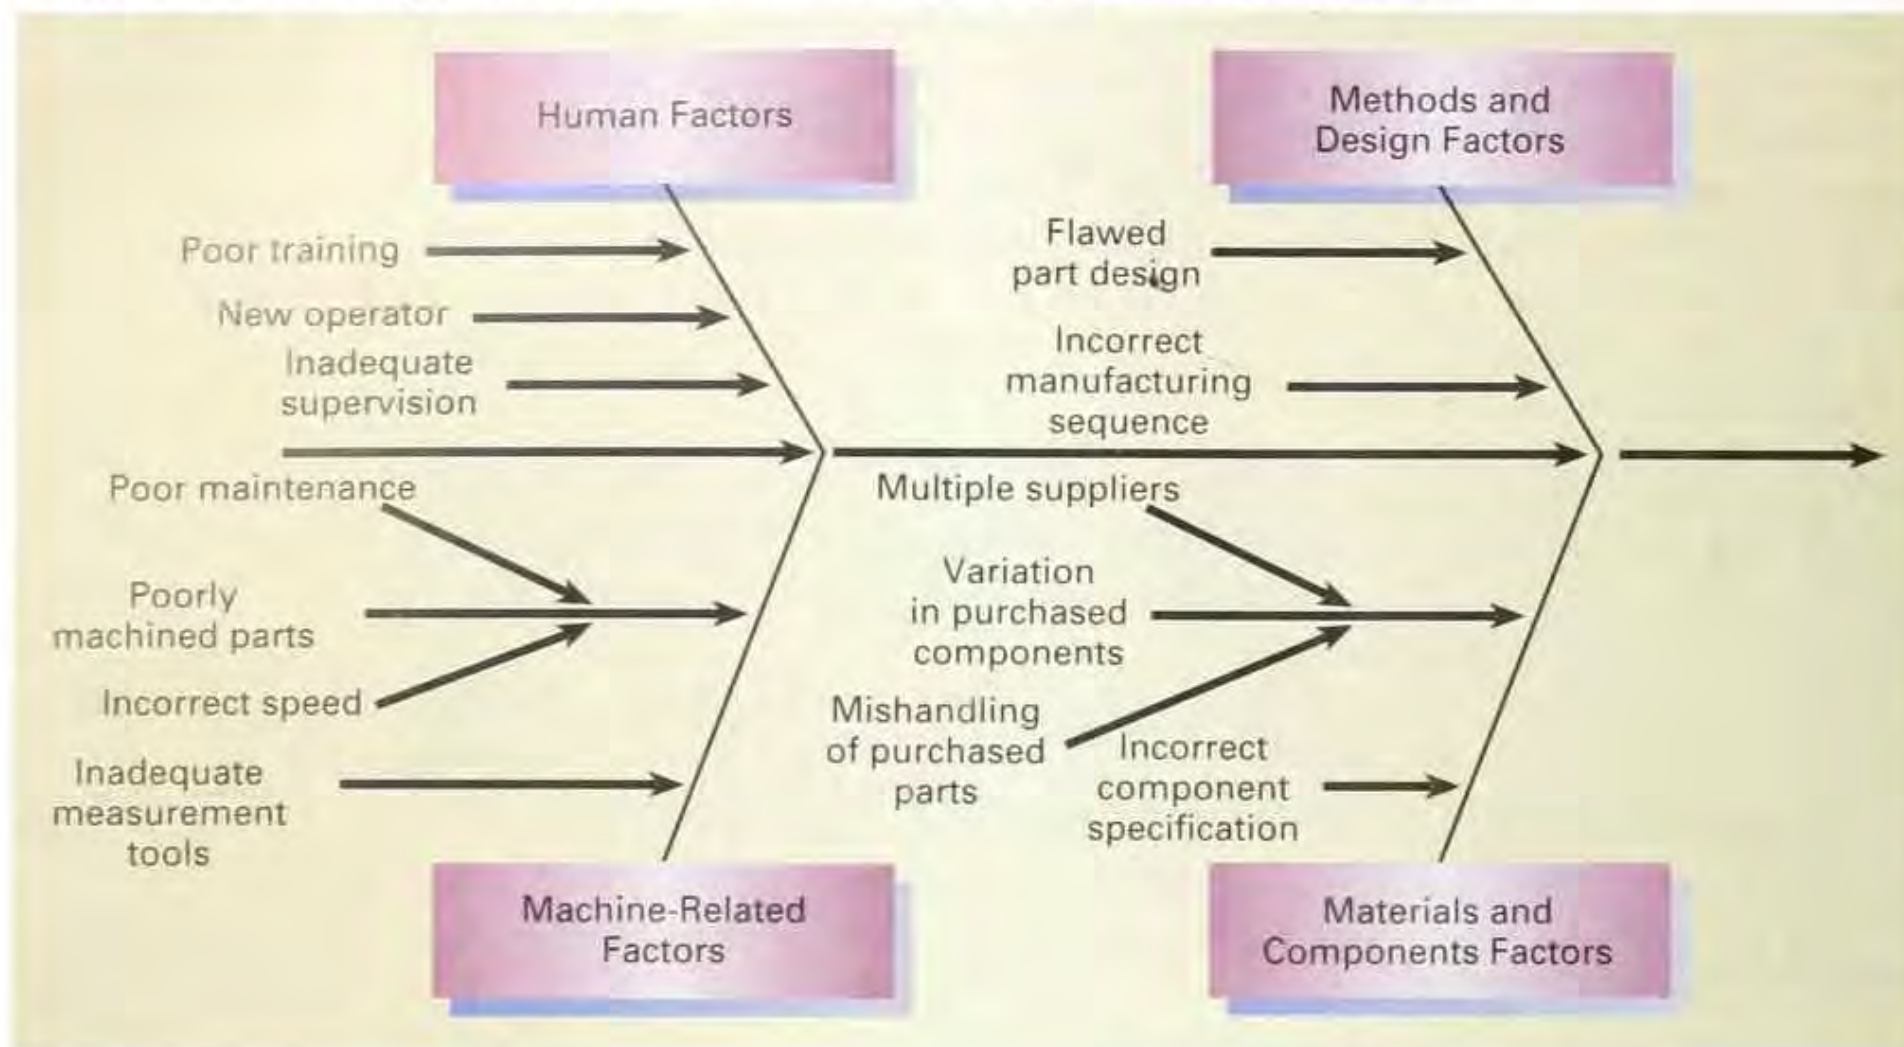 Human Factors
Methods and
Design Factors
Poor training
New operator
Inadequate
supervision
Flawed
part design
Incorrect
manufacturing
sequence
Poor maintenance
Poorly
machined parts
Incorrect speed
Inadequate
measurement
tools
Multiple suppliers
Variation
in purchased
components
Mishandling
of purchased
parts
Incorrect
component
specification
Machine-Related
Factors
Materials and
Components Factors